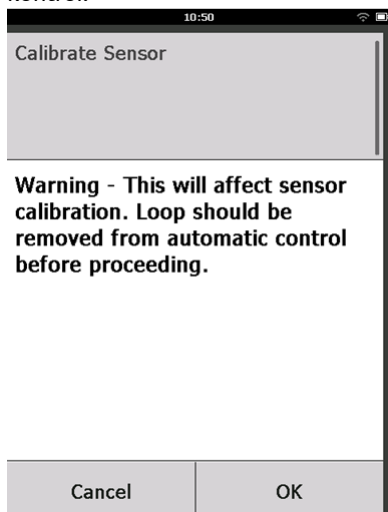 10:50
Calibrate Sensor
Warning - This will affect sensor
calibration. Loop should be
removed from automatic control
before proceeding.
Cancel
OK